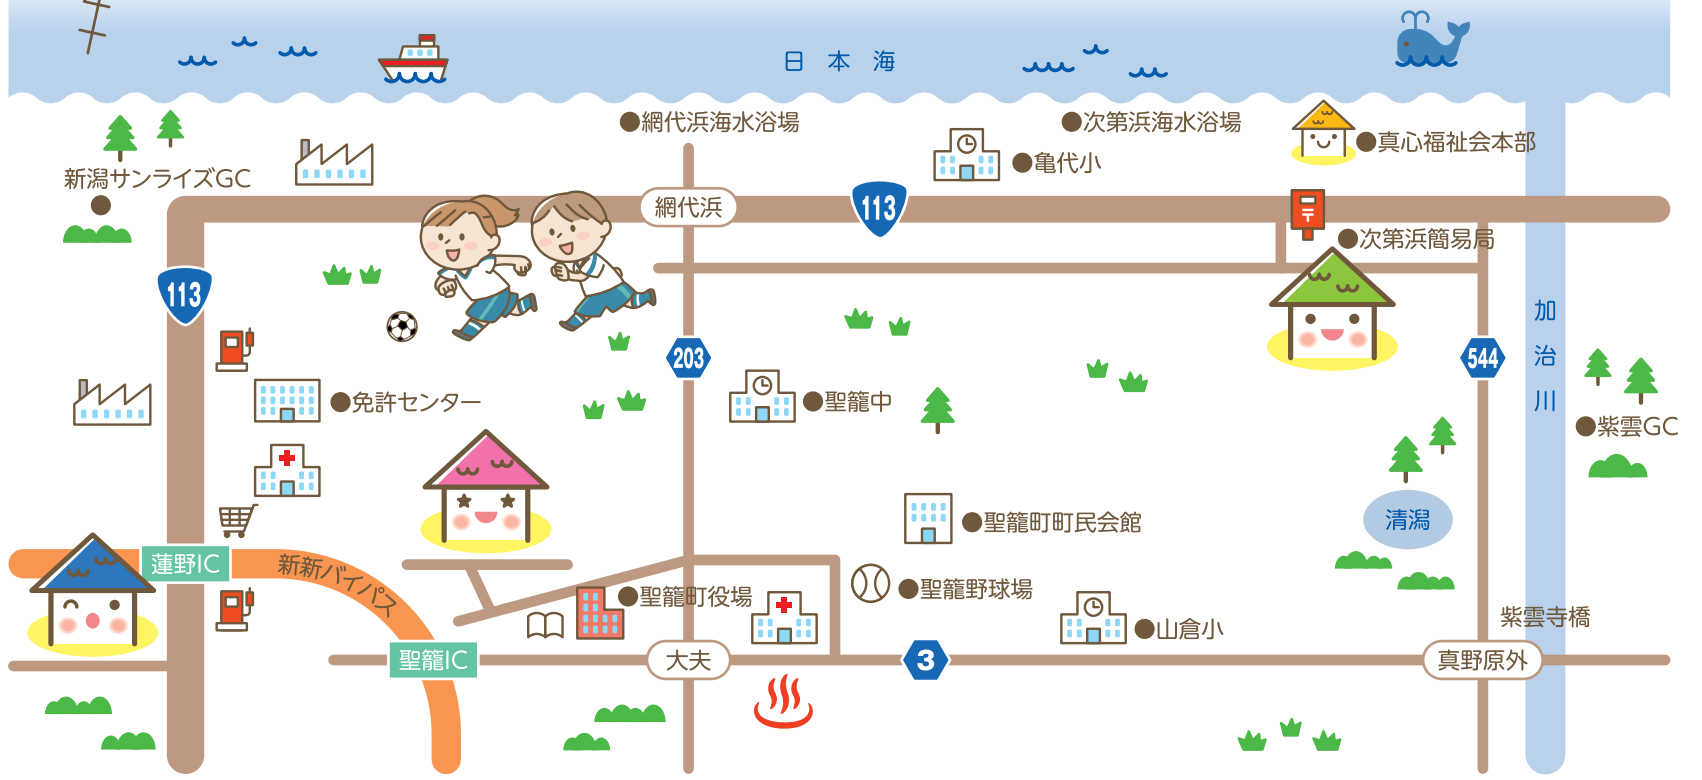 日本海
●網代浜海水浴場
●次第浜海水浴場
●真心福祉会本部
●亀代小
新潟サンライズGC
網代浜
113
〒
●次第浜簡易局
113
加治川
203
544
●免許センター
●聖籠中
●紫雲GC
清潟
●聖籠町町民会館
蓮野IC
新新バイパス
●聖籠町役場
●聖籠野球場
紫雲寺橋
●山倉小
聖籠IC
大夫
3
真野原外